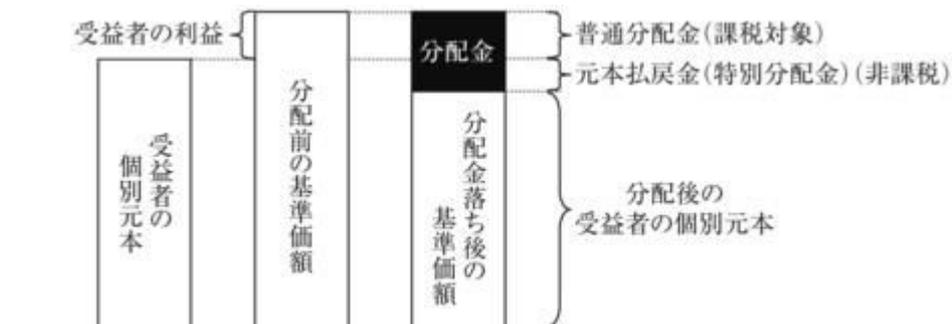 受益者の利益
分配金
普通分配金(課税対象)
元本払戻金(特別分配金)(非課税)
受益者の
個別元本
分配前の基準価額
分配金落ち後の
基準価額
分配後の
受益者の個別元本